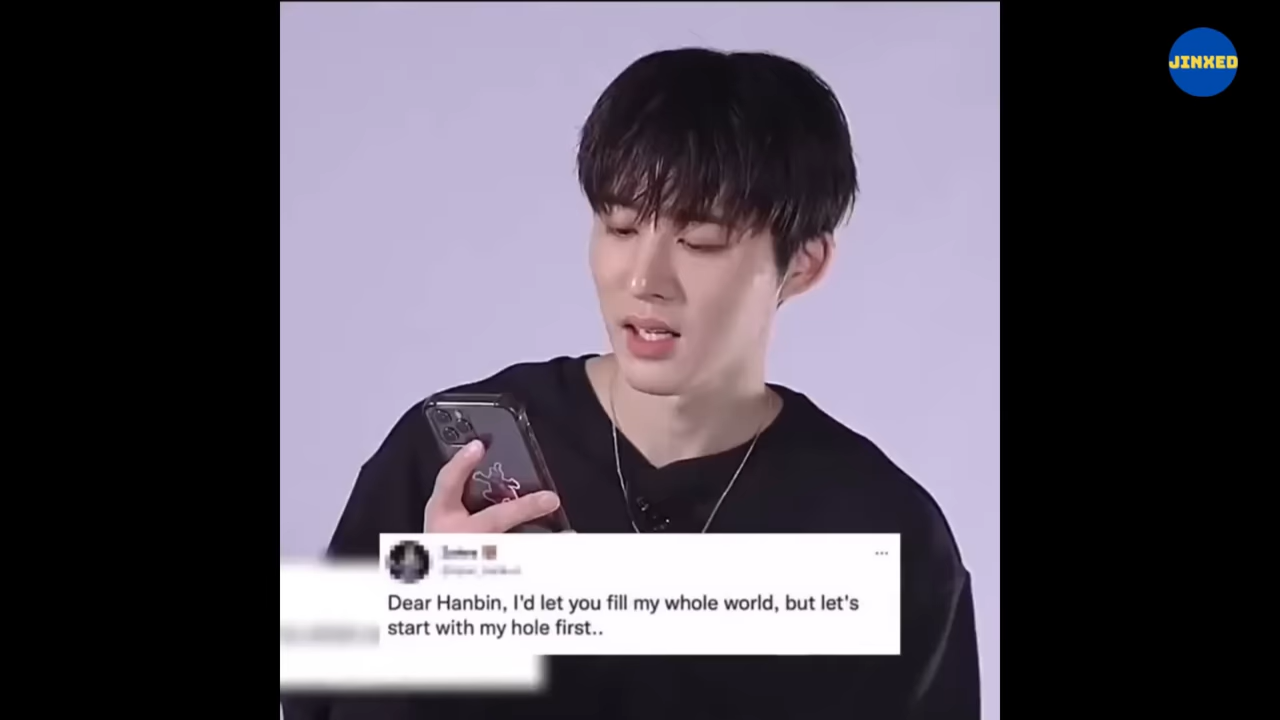 JINXED
Dear Hanbin, I'd let you fill my whole world, but let's
start with my hole first..